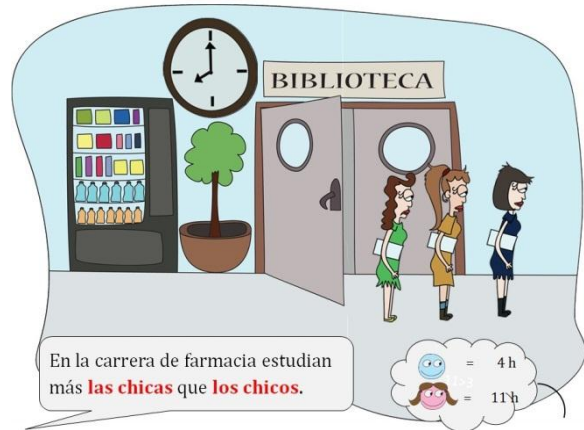 BIBLIOTECA
En la carrera de farmacia estudian
más las chicas que los chicos.
= 4 h
= 11 h